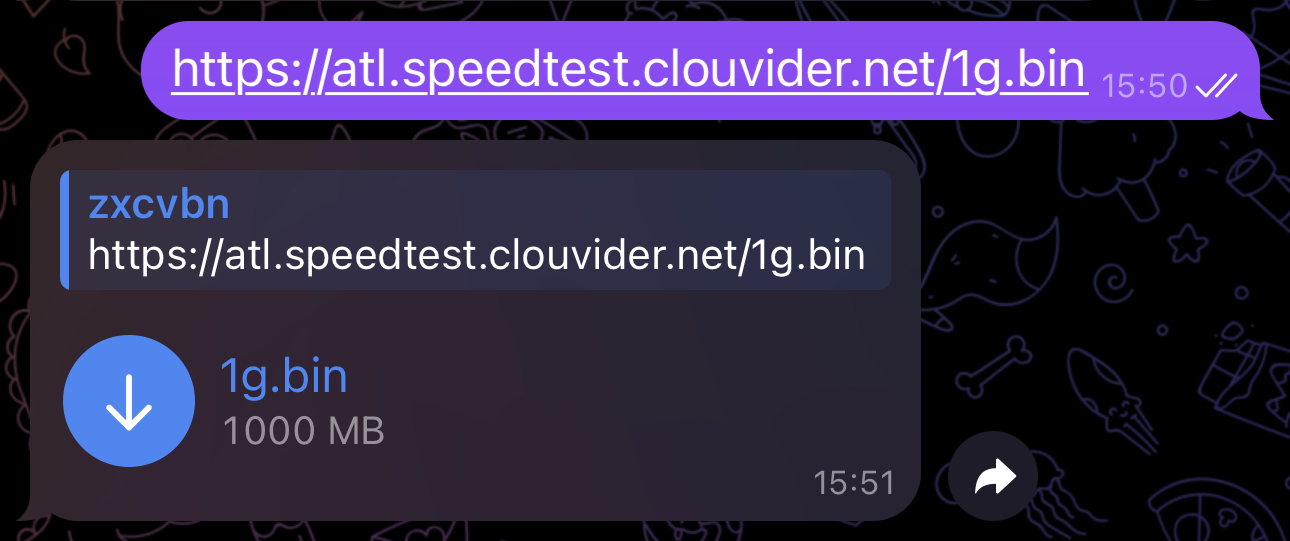 https://atl.speedtest.clouvider.net/1g.bin 15:50
zxcvbn
https://atl.speedtest.clouvider.net/1g.bin
1g.bin
1000 MB
15:51